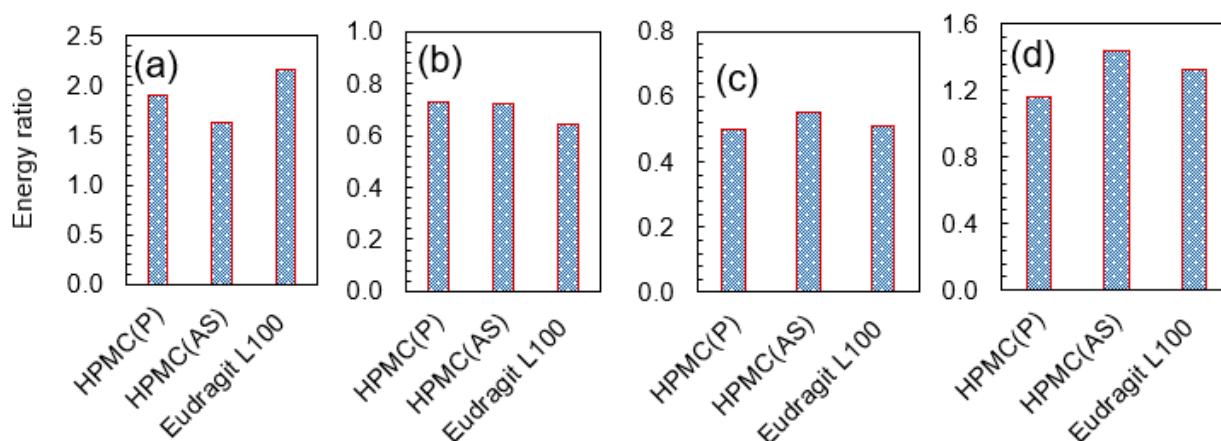 Energy ratio
(a)
2.5
2.0
1.5
1.0
0.5
0.0
HPMC(P)
HPMC(AS)
Eudragit L100
(b)
1.0
0.8
0.6
0.4
0.2
0.0
HPMC(P)
HPMC(AS)
Eudragit L100
(c)
0.8
0.6
0.4
0.2
0.0
HPMC(P)
HPMC(AS)
Eudragit L100
(d)
1.6
1.2
0.8
0.4
0.0
HPMC(P)
HPMC(AS)
Eudragit L100